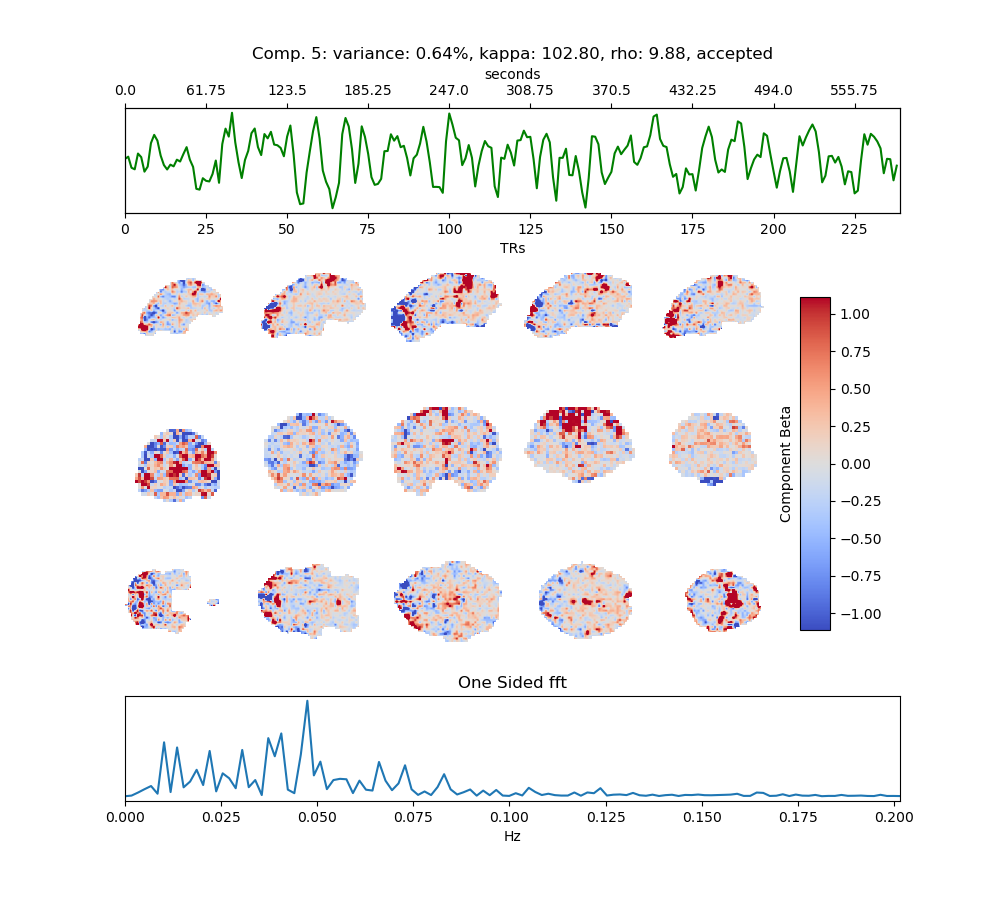 Comp. 5: variance: 0.64%, kappa: 102.80, rho: 9.88, accepted
seconds
0.0 61.75 123.5 185.25 247.0 308.75 370.5 432.25 494.0 555.75
0 25 50 75 100 125 150 175 200 225
TRs
1.00
0.75
0.50
0.25
0.00
−0.25
−0.50
−0.75
−1.00
Component Beta
One Sided fft
0.000 0.025 0.050 0.075 0.100 0.125 0.150 0.175 0.200
Hz